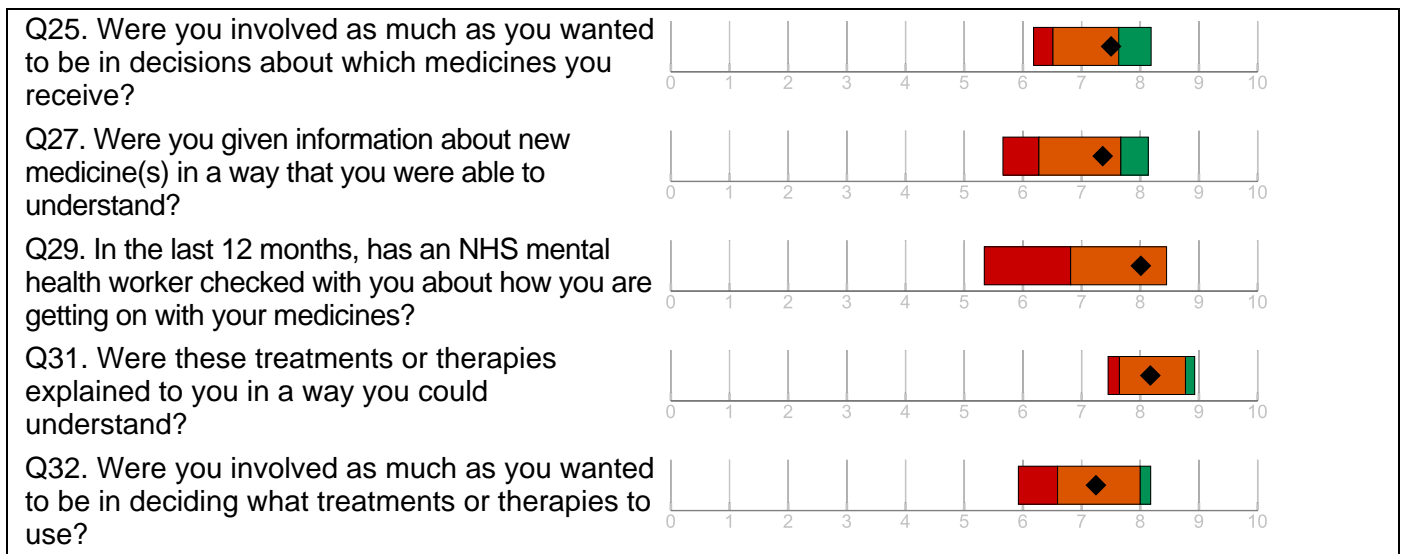 Q25. Were you involved as much as you wanted
to be in decisions about which medicines you
receive?
0 1 2 3 4 5 6 7 8 9 10
Q27. Were you given information about new
medicine(s) in a way that you were able to
understand?
0 1 2 3 4 5 6 7 8 9 10
Q29. In the last 12 months, has an NHS mental
health worker checked with you about how you are
getting on with your medicines?
0 1 2 3 4 5 6 7 8 9 10
Q31. Were these treatments or therapies
explained to you in a way you could
understand?
0 1 2 3 4 5 6 7 8 9 10
Q32. Were you involved as much as you wanted
to be in deciding what treatments or therapies to
use?
0 1 2 3 4 5 6 7 8 9 10